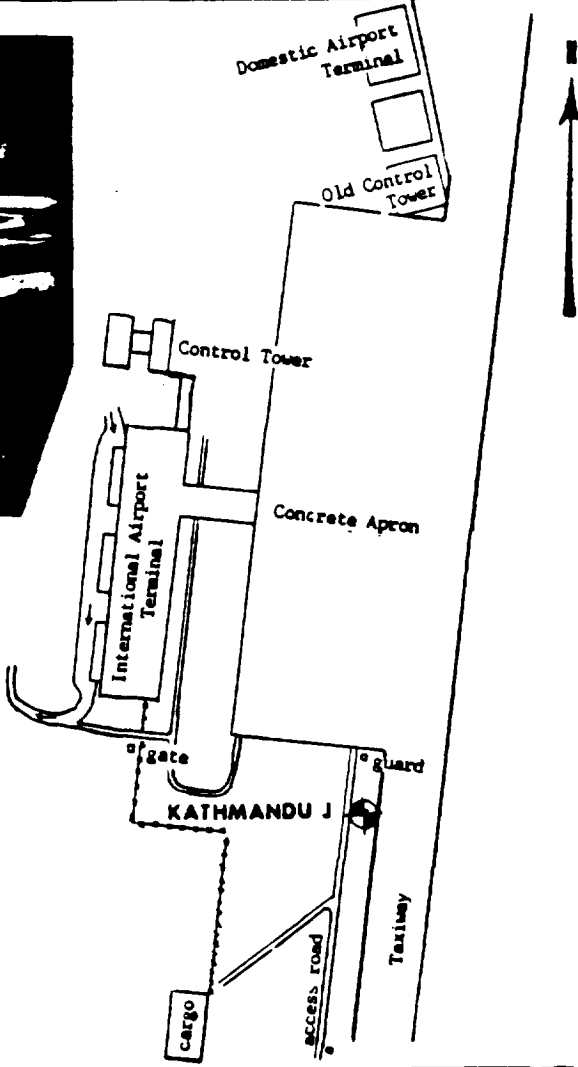 Domestic Airport
Terminal
Old Control
Tower
Control Tower
International Airport
Terminal
Concrete Apron
gate
guard
KATHMANDU J
Taxiway
access road
cargo